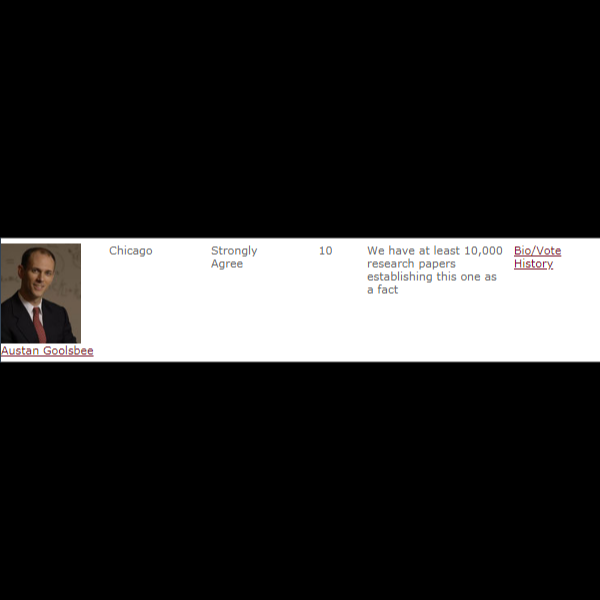 Chicago
Strongly
Agree
10
We have at least 10,000
research papers
establishing this one as
a fact
Bio/Vote
History
Austan Goolsbee